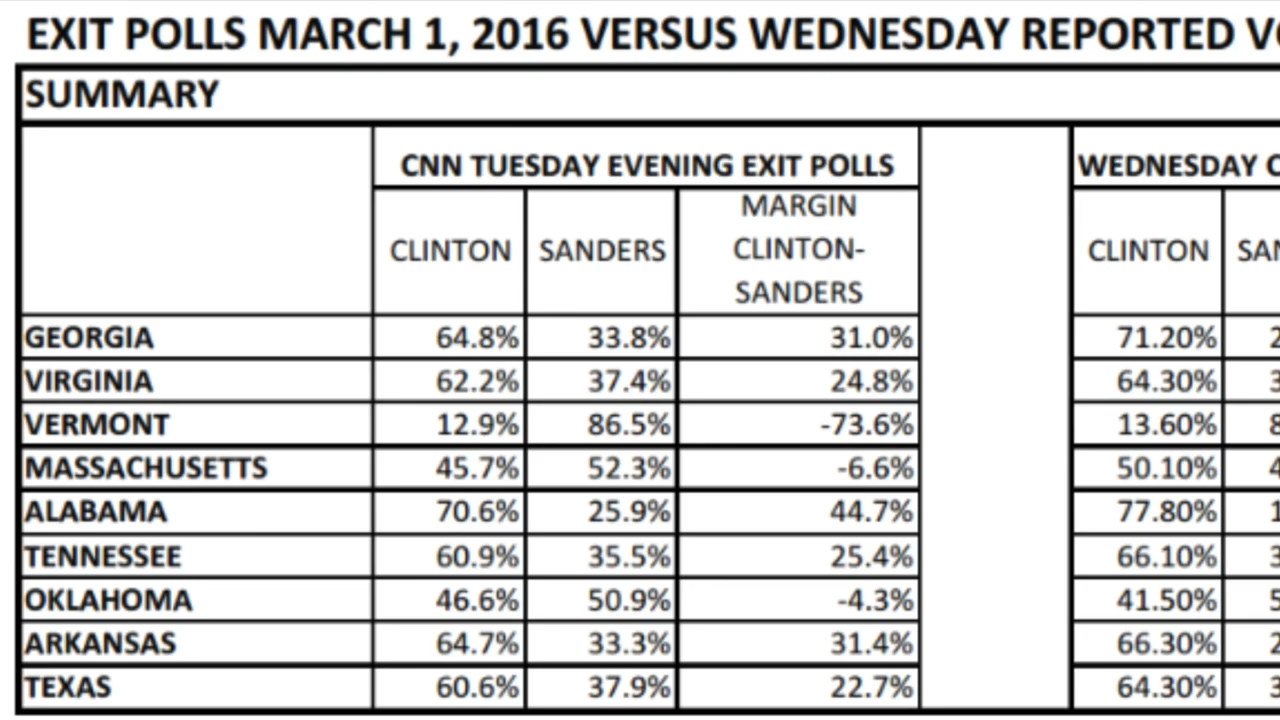 EXIT POLLS MARCH 1, 2016 VERSUS WEDNESDAY REPORTED
SUMMARY
CNN TUESDAY EVENING EXIT POLLS WEDNESDAY
CLINTON SANDERS MARGIN CLINTON-SANDERS CLINTON
GEORGIA 64.8% 33.8% 31.0% 71.20%
VIRGINIA 62.2% 37.4% 24.8% 64.30%
VERMONT 12.9% 86.5% -73.6% 13.60%
MASSACHUSETTS 45.7% 52.3% -6.6% 50.10%
ALABAMA 70.6% 25.9% 44.7% 77.80%
TENNESSEE 60.9% 35.5% 25.4% 66.10%
OKLAHOMA 46.6% 50.9% -4.3% 41.50%
ARKANSAS 64.7% 33.3% 31.4% 66.30%
TEXAS 60.6% 37.9% 22.7% 64.30%